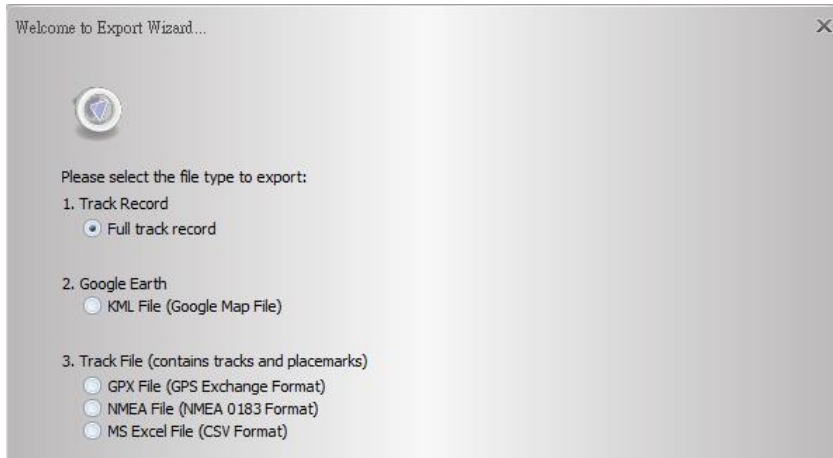 Welcome to Export Wizard...
Please select the file type to export:
1. Track Record
Full track record
2. Google Earth
KML File (Google Map File)
3. Track File (contains tracks and placemarks)
GPX File (GPS Exchange Format)
NMEA File (NMEA 0183 Format)
MS Excel File (CSV Format)